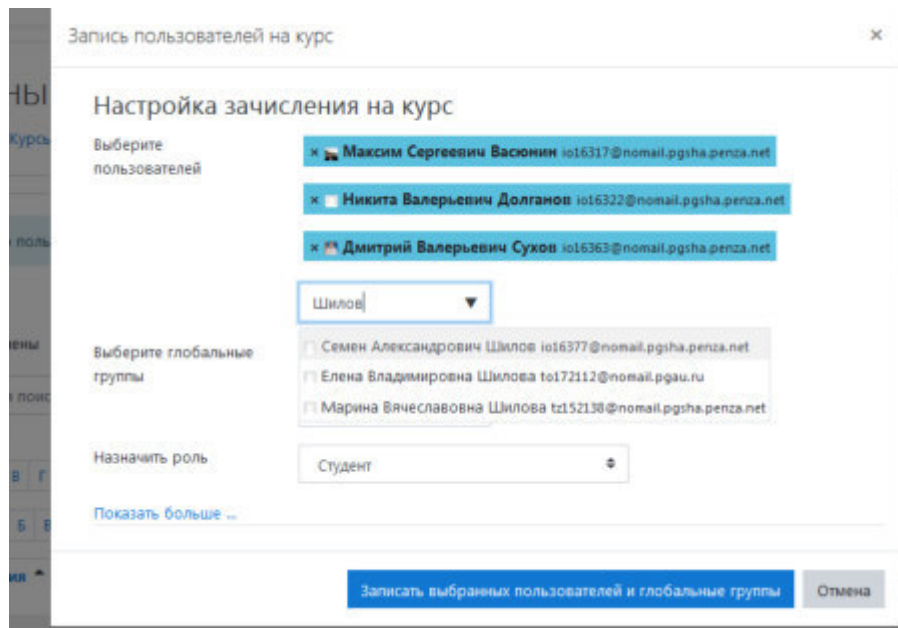 Запись пользователей на курс ×
Настройка зачисления на курс
Выберите
пользователей
× Максим Сергеевич Васюнин io16317@nomail.pgsha.penza.net
× Никита Валерьевич Долганов io16322@nomail.pgsha.penza.net
× Дмитрий Валерьевич Сухов io16363@nomail.pgsha.penza.net
Шилов ▼
Выберите глобальные
группы
Семен Александрович Шилов io16377@nomail.pgsha.penza.net
Елена Владимировна Шилова to172112@nomail.pgau.ru
Марина Вячеславовна Шилова tz152138@nomail.pgsha.penza.net
Назначить роль
Студент
Показать больше ...
Записать выбранных пользователей и глобальные группы
Отмена